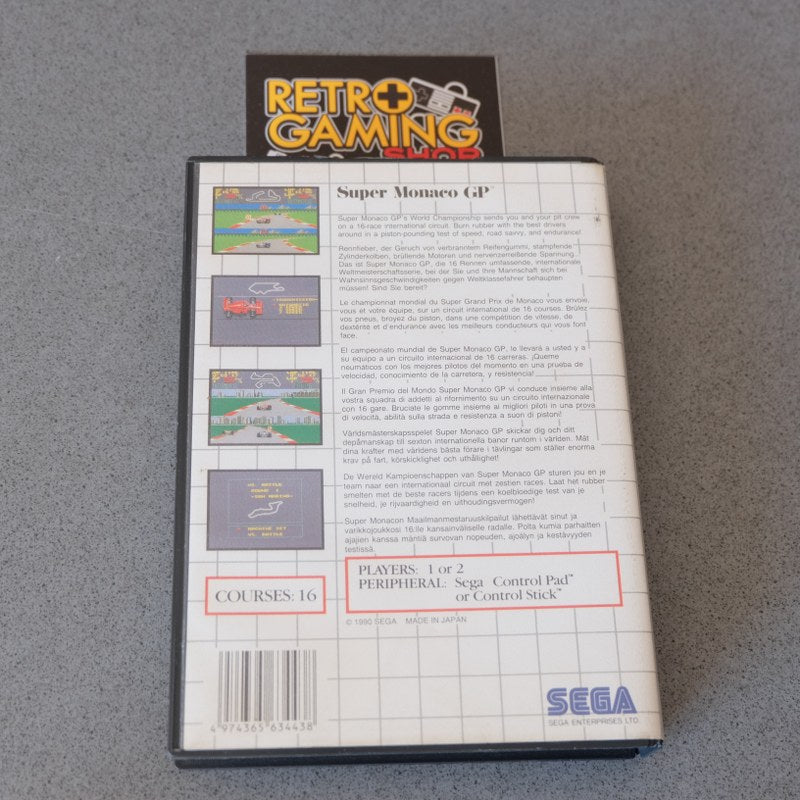 RETRO
GAMING
SHOP
Super Monaco GP™
Super Monaco GP's World Championship sends you and your pit crew
on a 16-race international circuit. Burn rubber with the best drivers
around in a piston-pounding test of speed, road savvy, and endurance!
Rennfieber, der Geruch von verbranntem Reifengummi, stampfende
Zylinderkolben, brüllende Motoren und nervenzerreißende Spannung.
Das ist Super Monaco GP, die 16 Rennen umfassende, internationale
Weltmeisterschaftsserie, bei der Sie und Ihre Mannschaft sich bei
Wahnsinnsgeschwindigkeiten gegen Weltklassefahrer behaupten
müssen! Sind Sie bereit?
Le championnat mondial du Super Grand Prix de Monaco vous envoie,
vous et votre équipe, sur un circuit international de 16 courses. Brûlez
vos pneus, broyez du piston, dans une compétition de vitesse, de
dextérité et d'endurance avec les meilleurs conducteurs qui vont
face.
El campeonato mundial de Super Monaco GP, le llevará a usted y a
su equipo a un circuito internacional de 16 carreras. ¡Queme
neumáticos con los mejores pilotos del momento en una prueba de
velocidad, conocimiento de la carretera, y resistencia!
Il Gran Premio del Mondo Super Monaco GP vi conduce insieme alla
vostra squadra di addetti al rifornimento su un circuito internazionale
con 16 gare. Bruciate le gomme insieme ai migliori piloti in una prova
di velocità, abilità sulla strada e resistenza a suon di pistoni!
Världsmästerskapsspelet Super Monaco GP skickar dig och ditt
depåmanskap till sexton internationella banor runtom i världen. Mät
dina krafter med världens bästa förare i tävlingar som ställer enorma
krav på fart, körskicklighet och uthållighet!
De Wereld Kampioenschappen van Super Monaco GP sturen jou en je
team naar een internationaal circuit met zestien races. Laat het rubber
smelten met de beste racers tijdens een koelbloedige test van je
snelheid, je rijvaardigheid en uithoudingsvermogen!
Super Monacon Maailmanmestaruuskilpailut lähettävät sinut ja
varikkojoukkosi 16:lle kansainväliselle radalle. Polta kumia parhaitten
ajajien kanssa mäntiä survovan nopeuden, ajoälyn ja kestävyyden
testissä.
VS. BATTLE
ROUND 1
MACHINE SET
VS. BATTLE
COURSES: 16
PLAYERS: 1 or 2
PERIPHERAL: Sega Control Pad™
or Control Stick™
© 1990 SEGA MADE IN JAPAN
4 974365 634438
SEGA
SEGA ENTERPRISES LTD.